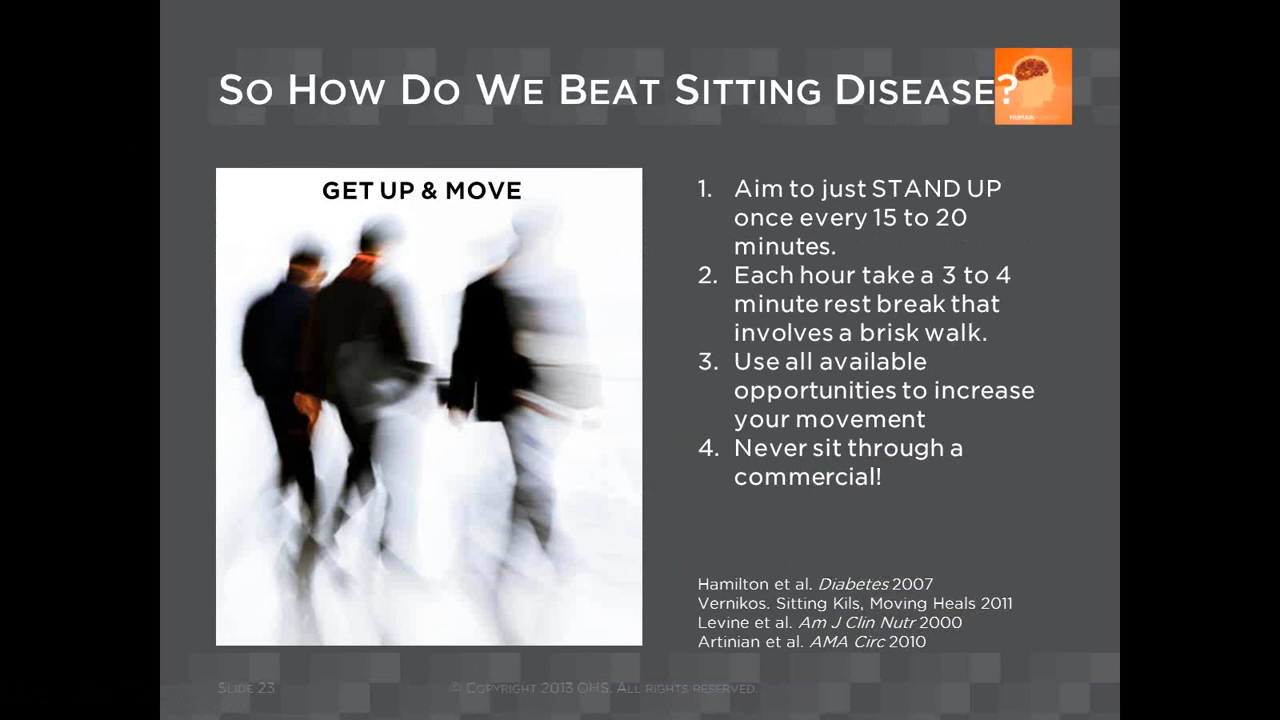 So How Do We Beat Sitting Disease?
HUMAN
GET UP & MOVE
1. Aim to just STAND UP
once every 15 to 20
minutes.
2. Each hour take a 3 to 4
minute rest break that
involves a brisk walk.
3. Use all available
opportunities to increase
your movement
4. Never sit through a
commercial!
Hamilton et al. Diabetes 2007
Vernikos. Sitting Kils, Moving Heals 2011
Levine et al. Am J Clin Nutr 2000
Artinian et al. AMA Circ 2010
Slide 23
© Copyright 2013 OHS. All rights reserved.